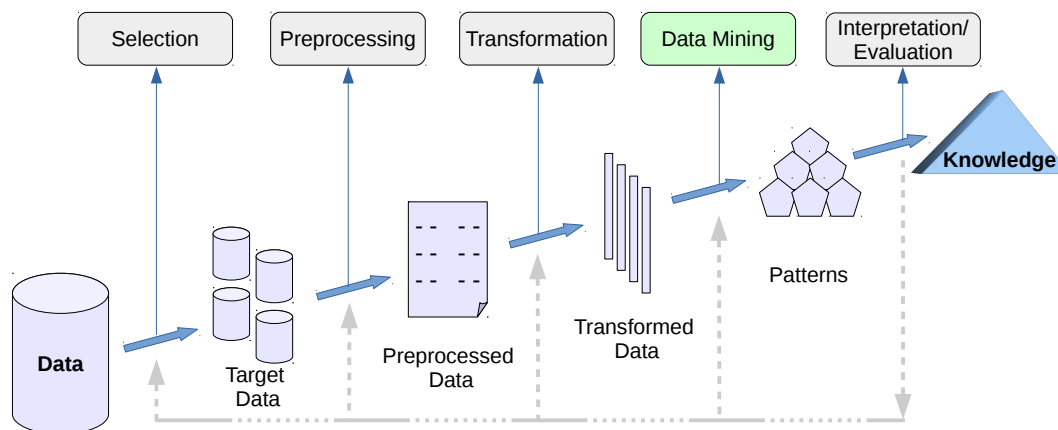 Selection
Preprocessing
Transformation
Data Mining
Interpretation/
Evaluation
Knowledge
Patterns
Transformed
Data
Preprocessed
Data
Target
Data
Data